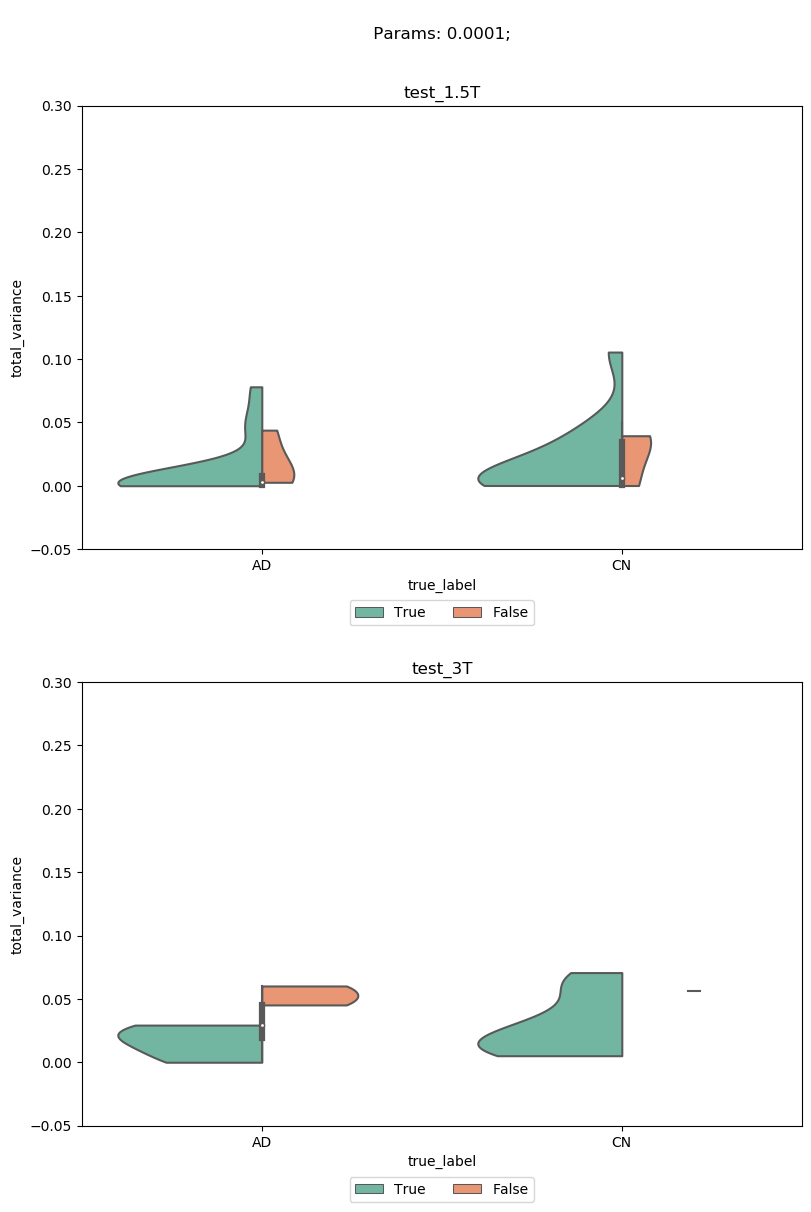 Params: 0.0001;
test_1.5T
0.30
0.25
0.20
0.15
0.10
0.05
0.00
−0.05
total_variance
AD CN
true_label
True False
test_3T
0.30
0.25
0.20
0.15
0.10
0.05
0.00
−0.05
total_variance
AD CN
true_label
True False